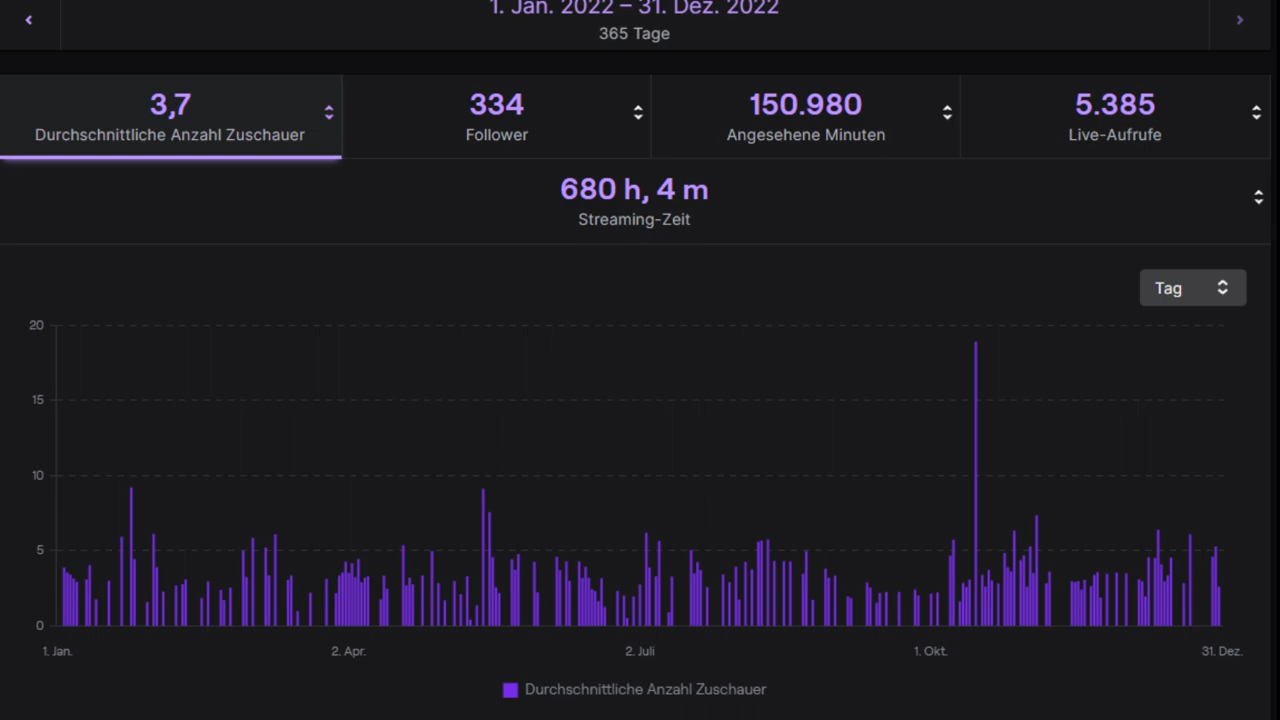 1. Jan. 2022 – 31. Dez. 2022
365 Tage
3,7
Durchschnittliche Anzahl Zuschauer
334
Follower
150.980
Angesehene Minuten
5.385
Live-Aufrufe
680 h, 4 m
Streaming-Zeit
Tag
20
15
10
5
0
1. Jan.
2. Apr.
2. Juli
1. Okt.
31. Dez.
Durchschnittliche Anzahl Zuschauer